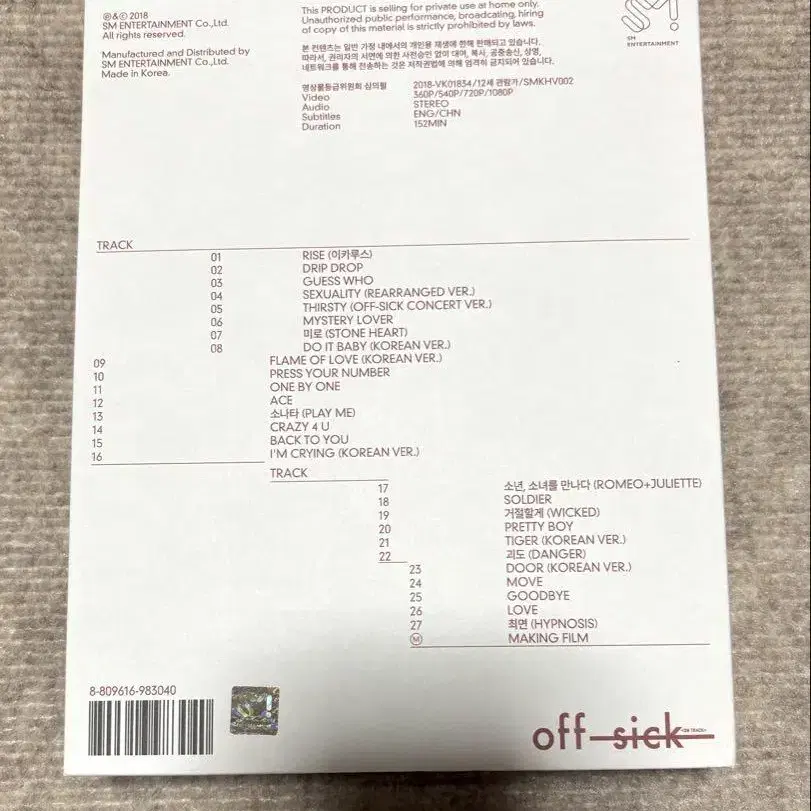 ℗&© 2018
SM ENTERTAINMENT Co.,Ltd.
All rights reserved.
Manufactured and Distributed by
SM ENTERTAINMENT Co.,Ltd.
Made in Korea.
This PRODUCT is selling for private use at home only.
Unauthorized public performance, broadcasting, hiring
of copy of this material is strictly prohibited by laws.
본 컨텐츠는 일반 가정 내에서의 개인용 재생에 한해 판매되고 있습니다.
따라서, 권리자의 서면에 의한 사전승인 없이 대여, 복사, 공중송신, 상영,
네트워크를 통해 전송하는 것은 저작권법에 의해 엄격히 금지되어 있습니다.
영상물등급위원회 심의필 2018-VK01834/12세 관람가/SMKHV002
Video 360P/540P/720P/1080P
Audio STEREO
Subtitles ENG/CHN
Duration 152MIN
SM!
SM
ENTERTAINMENT
TRACK
01 RISE (이카루스)
02 DRIP DROP
03 GUESS WHO
04 SEXUALITY (REARRANGED VER.)
05 THIRSTY (OFF-SICK CONCERT VER.)
06 MYSTERY LOVER
07 미로 (STONE HEART)
08 DO IT BABY (KOREAN VER.)
09 FLAME OF LOVE (KOREAN VER.)
10 PRESS YOUR NUMBER
11 ONE BY ONE
12 ACE
13 소나타 (PLAY ME)
14 CRAZY 4 U
15 BACK TO YOU
16 I'M CRYING (KOREAN VER.)
TRACK
17 소년, 소녀를 만나다 (ROMEO+JULIETTE)
18 SOLDIER
19 거절할게 (WICKED)
20 PRETTY BOY
21 TIGER (KOREAN VER.)
22 괴도 (DANGER)
23 DOOR (KOREAN VER.)
24 MOVE
25 GOODBYE
26 LOVE
27 최면 (HYPNOSIS)
Ⓜ MAKING FILM
8-809616-983040
off-sick <ON TRACK>